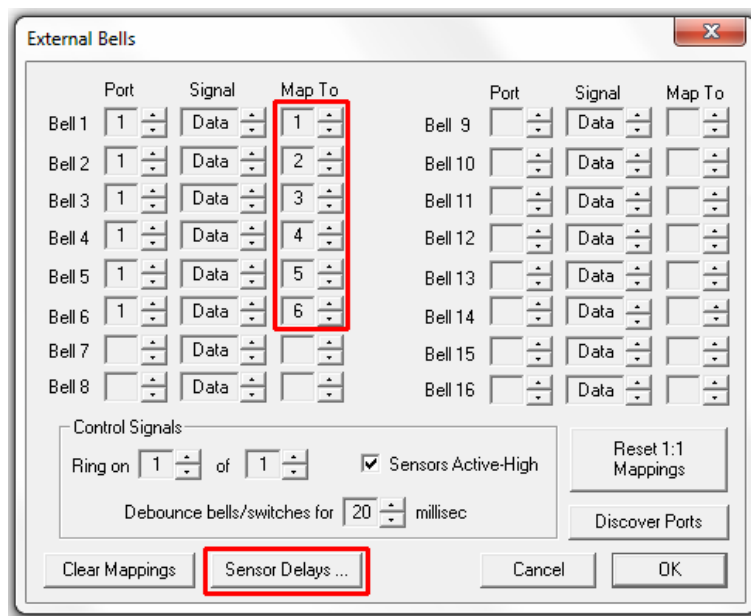 External Bells
Port Signal Map To Port Signal Map To
Bell 1 1 Data 1 Bell 9 Data
Bell 2 1 Data 2 Bell 10 Data
Bell 3 1 Data 3 Bell 11 Data
Bell 4 1 Data 4 Bell 12 Data
Bell 5 1 Data 5 Bell 13 Data
Bell 6 1 Data 6 Bell 14 Data
Bell 7 Data Bell 15 Data
Bell 8 Data Bell 16 Data
Control Signals
Ring on 1 of 1 Sensors Active-High
Debounce bells/switches for 20 millisec
Reset 1:1
Mappings
Discover Ports
Clear Mappings Sensor Delays ... Cancel OK